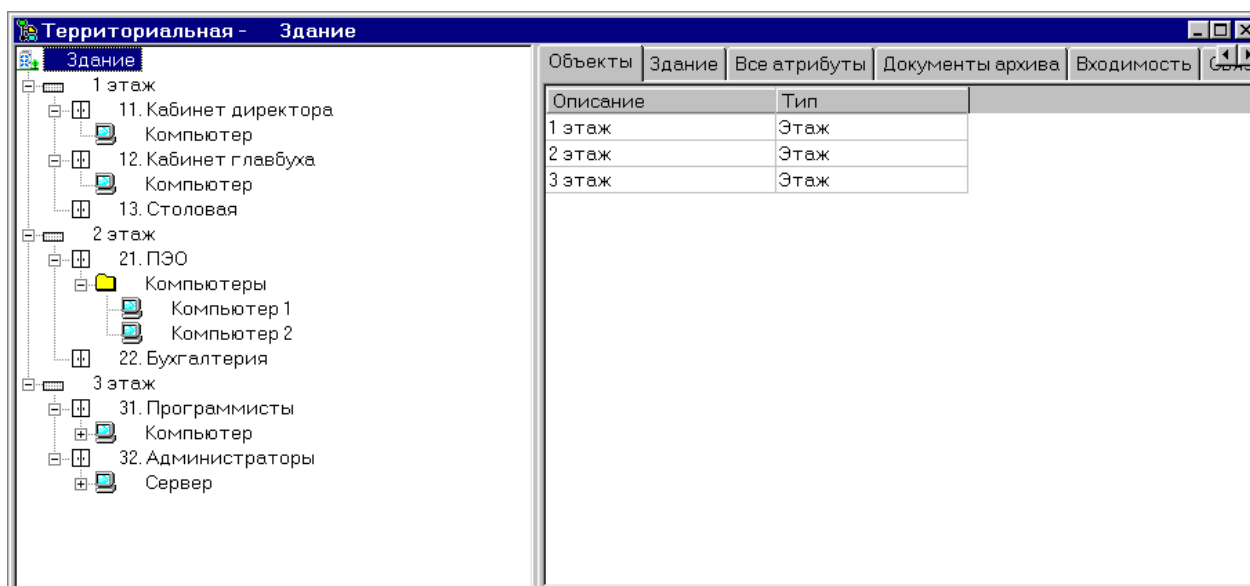 Территориальная - Здание
Здание
1 этаж
11. Кабинет директора
Компьютер
12. Кабинет главбуха
Компьютер
13. Столовая
2 этаж
21. ПЭО
Компьютеры
Компьютер 1
Компьютер 2
22. Бухгалтерия
3 этаж
31. Программисты
Компьютер
32. Администраторы
Сервер
Объекты Здание Все атрибуты Документы архива Входимость
Описание Тип
1 этаж Этаж
2 этаж Этаж
3 этаж Этаж